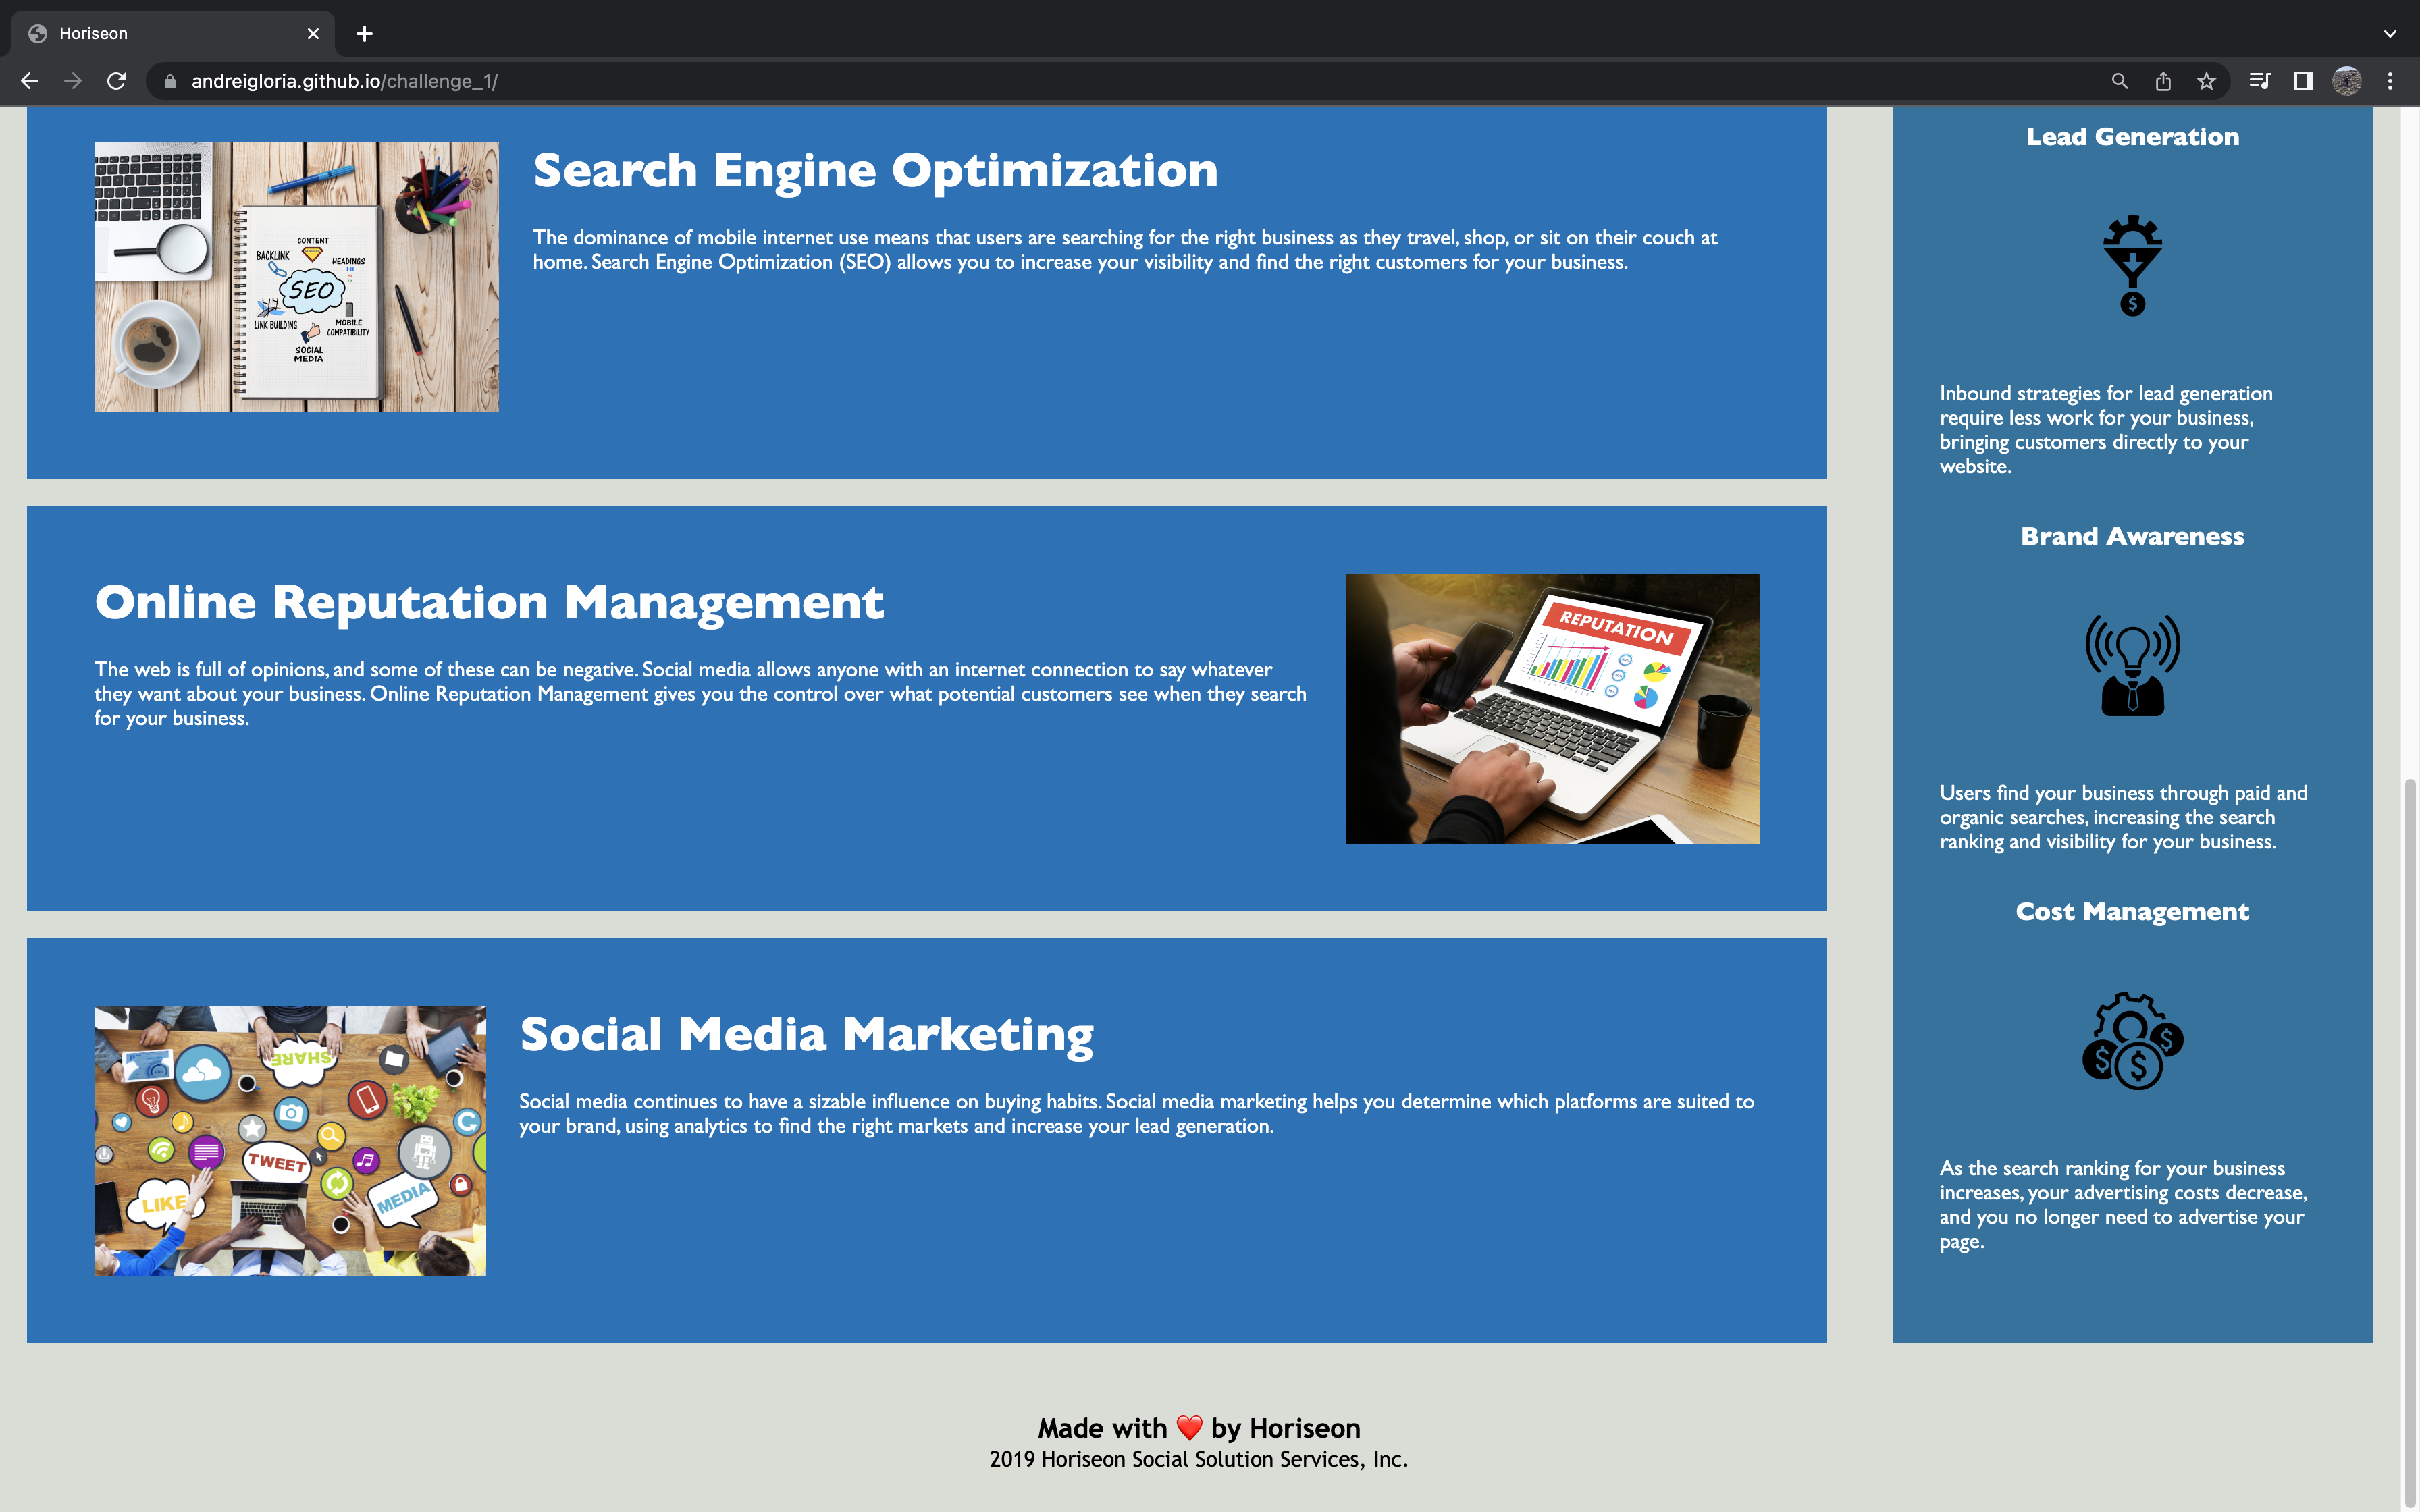 Horiseon
andreigloria.github.io/challenge_1/
Search Engine Optimization
The dominance of mobile internet use means that users are searching for the right business as they travel, shop, or sit on their couch at
home. Search Engine Optimization (SEO) allows you to increase your visibility and find the right customers for your business.
CONTENT
BACKLINK
HEADINGS
H1
SEO
LINK BUILDING
MOBILE
COMPATIBILITY
SOCIAL
MEDIA
Online Reputation Management
The web is full of opinions, and some of these can be negative. Social media allows anyone with an internet connection to say whatever
they want about your business. Online Reputation Management gives you the control over what potential customers see when they search
for your business.
REPUTATION
Social Media Marketing
Social media continues to have a sizable influence on buying habits. Social media marketing helps you determine which platforms are suited to
your brand, using analytics to find the right markets and increase your lead generation.
SHARE
TWEET
LIKE
MEDIA
Lead Generation
$
Inbound strategies for lead generation
require less work for your business,
bringing customers directly to your
website.
Brand Awareness
Users find your business through paid and
organic searches, increasing the search
ranking and visibility for your business.
Cost Management
$ $ $
As the search ranking for your business
increases, your advertising costs decrease,
and you no longer need to advertise your
page.
Made with ❤️ by Horiseon
2019 Horiseon Social Solution Services, Inc.